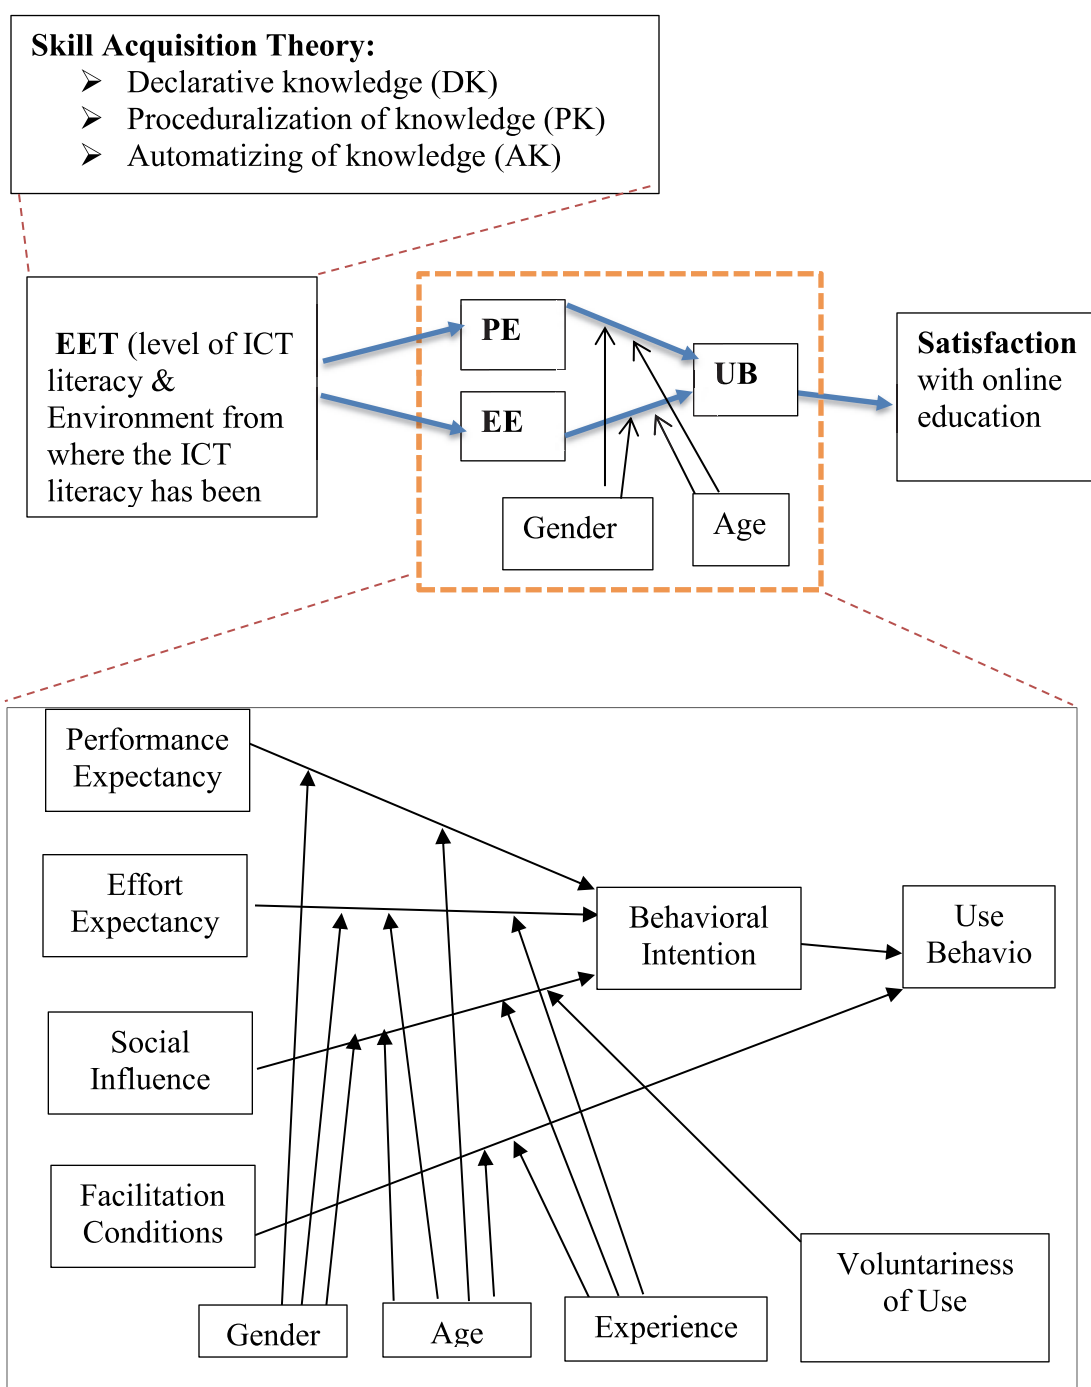 Skill Acquisition Theory:
➢ Declarative knowledge (DK)
➢ Proceduralization of knowledge (PK)
➢ Automatizing of knowledge (AK)
EET (level of ICT
literacy &
Environment from
where the ICT
literacy has been
PE
EE
UB
Gender
Age
Satisfaction
with online
education
Performance
Expectancy
Effort
Expectancy
Social
Influence
Facilitation
Conditions
Behavioral
Intention
Use
Behavio
Gender
Age
Experience
Voluntariness
of Use